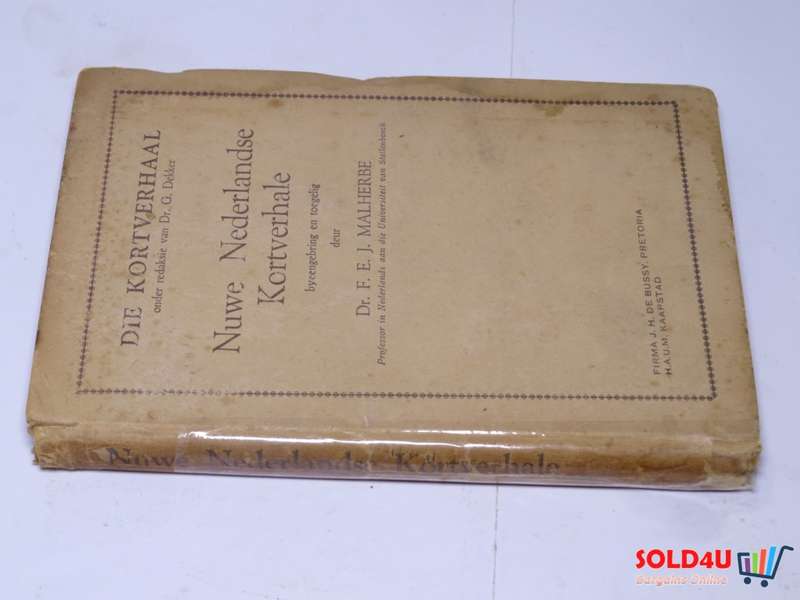 DIE KORTVERHAAL
onder redaksie van Dr. G. Dekker
Nuwe Nederlandse
Kortverhale
byeengebring en toegelig
deur
Dr. F. E. J. MALHERBE
Professor in Nederlands aan die Universiteit van Stellenbosch
FIRMA J. H. DE BUSSY, PRETORIA
H.A.U.M. KAAPSTAD
Nuwe Nederlandse Kortverhale
SOLD4U
Bargains Online